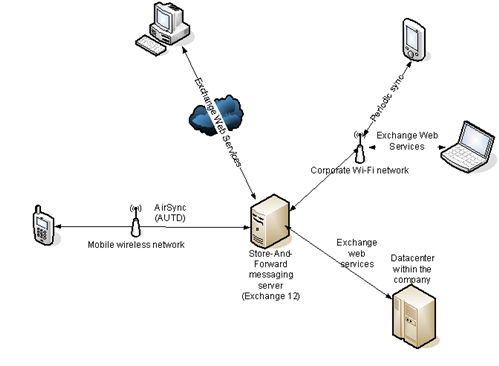 Exchange Web Services
Periodic sync
Exchange Web
Services
Corporate Wi-Fi network
AirSync
(AUTD)
Mobile wireless network
Store-And-
Forward
messaging
server
(Exchange 12)
Exchange
web
services
Datacenter
within the
company